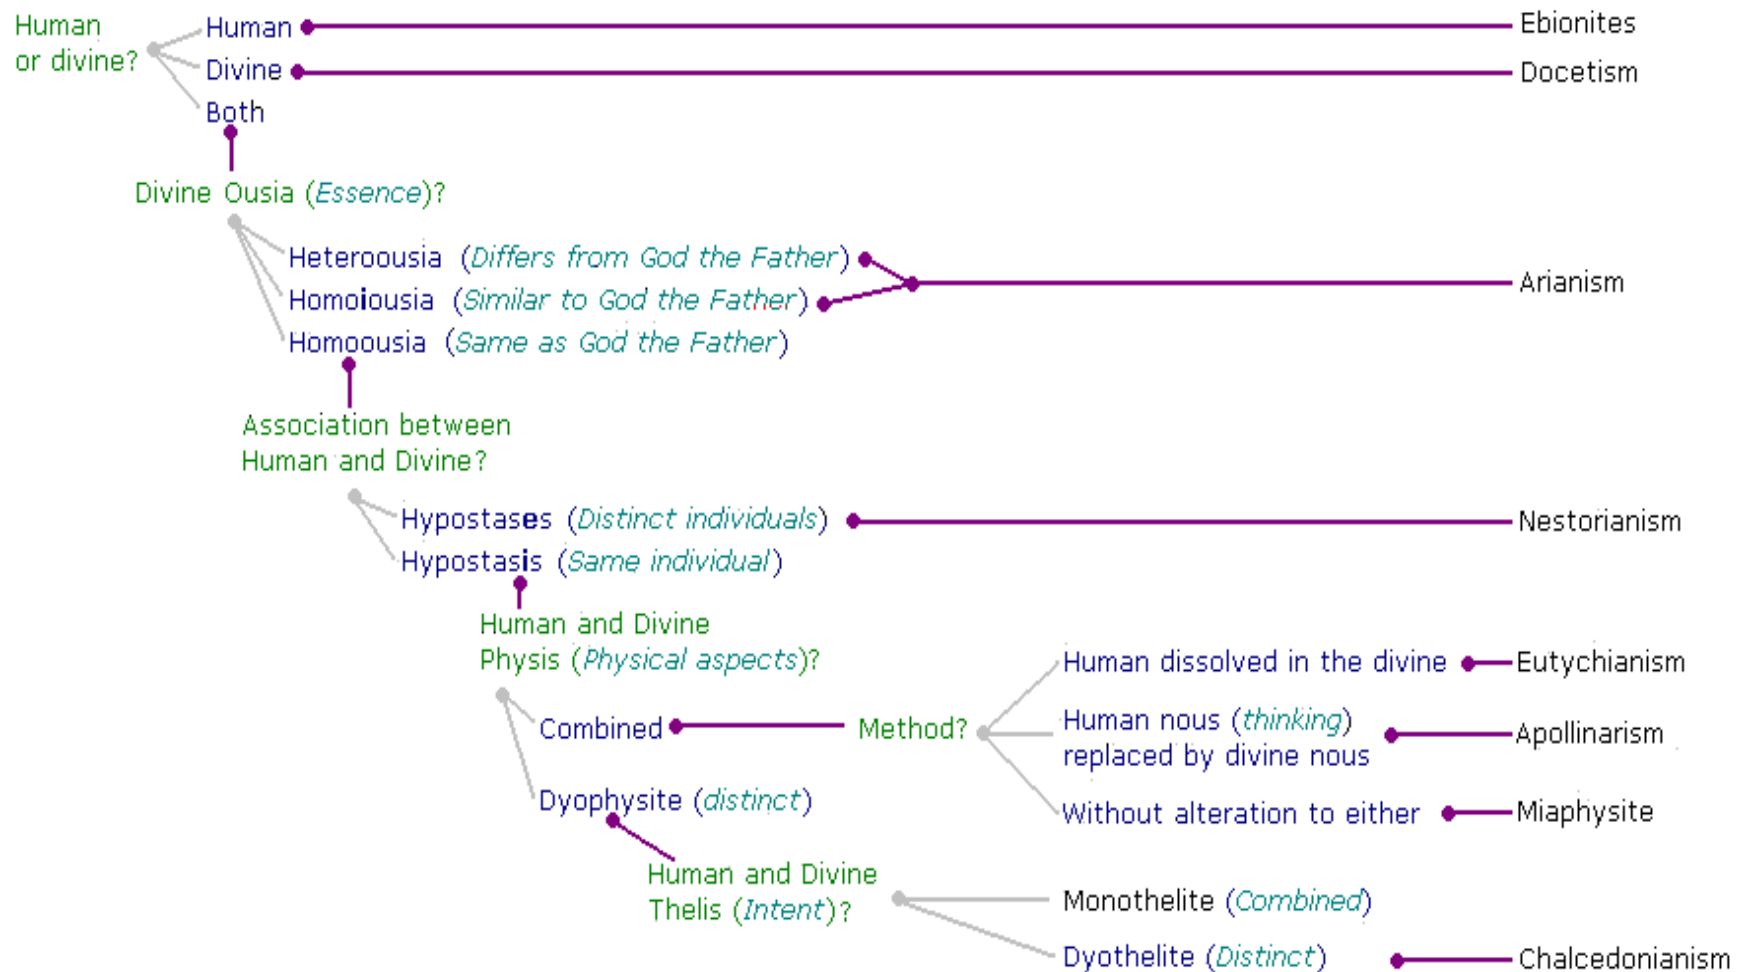 Human
or divine?
Human
Ebionites
Divine
Docetism
Both
Divine Ousia (Essence)?
Heteroousia (Differs from God the Father)
Homoiousia (Similar to God the Father)
Arianism
Homoousia (Same as God the Father)
Association between
Human and Divine?
Hypostases (Distinct individuals)
Nestorianism
Hypostasis (Same individual)
Human and Divine
Physis (Physical aspects)?
Combined
Method?
Human dissolved in the divine
Eutychianism
Human nous (thinking)
replaced by divine nous
Apollinarism
Without alteration to either
Miaphysite
Dyophysite (distinct)
Human and Divine
Thelis (Intent)?
Monothelite (Combined)
Dyothelite (Distinct)
Chalcedonianism